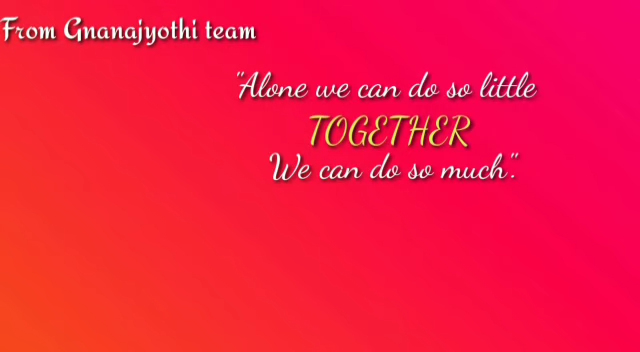 From Gnanajyothi team
"Alone we can do so little
TOGETHER
We can do so much".